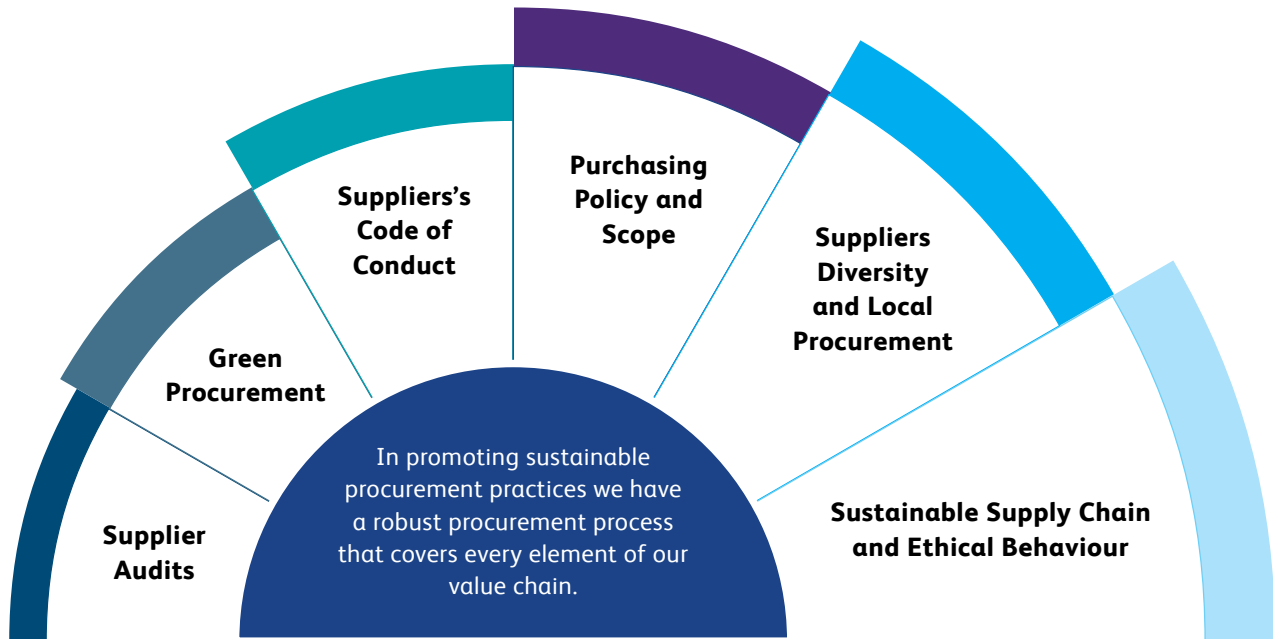 Supplier
Audits
Green
Procurement
Suppliers's
Code of
Conduct
Purchasing
Policy and
Scope
Suppliers
Diversity
and Local
Procurement
Sustainable Supply Chain
and Ethical Behaviour
In promoting sustainable
procurement practices we have
a robust procurement process
that covers every element of our
value chain.